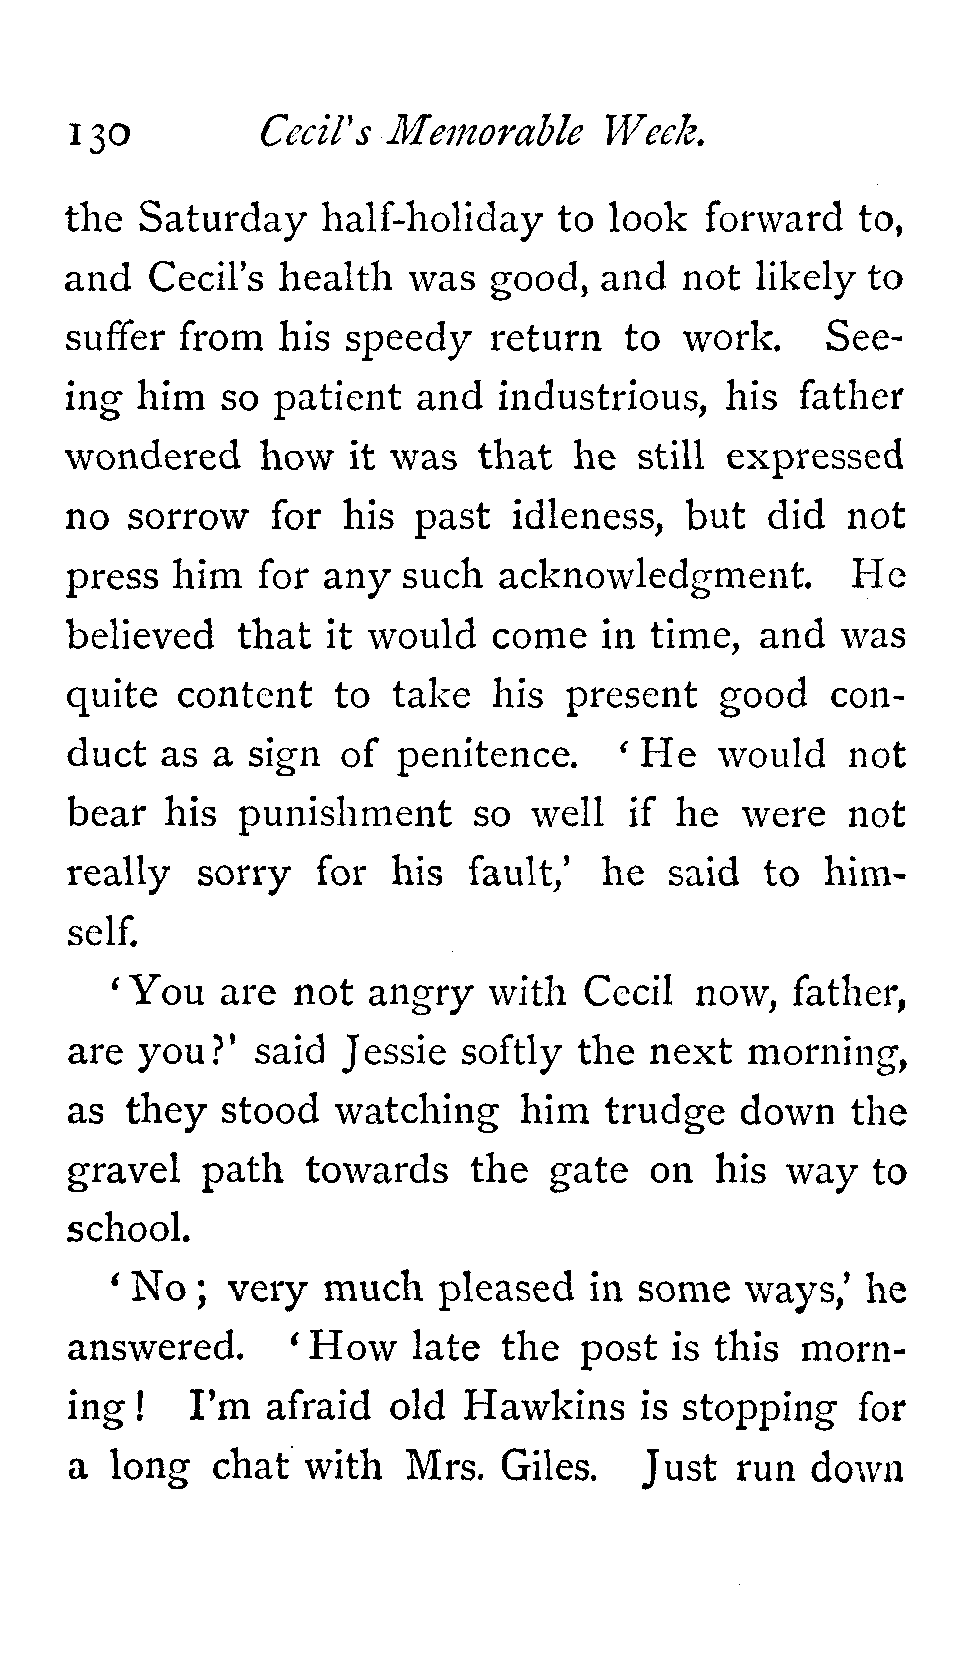 130 Cecil's Memorable Week.
the Saturday half-holiday to look forward to,
and Cecil's health was good, and not likely to
suffer from his speedy return to work. See-
ing him so patient and industrious, his father
wondered how it was that he still expressed
no sorrow for his past idleness, but did not
press him for any such acknowledgment. He
believed that it would come in time, and was
quite content to take his present good con-
duct as a sign of penitence. ‘He would not
bear his punishment so well if he were not
really sorry for his fault,’ he said to him-
self.
‘You are not angry with Cecil now, father,
are you?’ said Jessie softly the next morning,
as they stood watching him trudge down the
gravel path towards the gate on his way to
school.
‘No; very much pleased in some ways,’ he
answered. ‘How late the post is this morn-
ing! I'm afraid old Hawkins is stopping for
a long chat with Mrs. Giles. Just run down